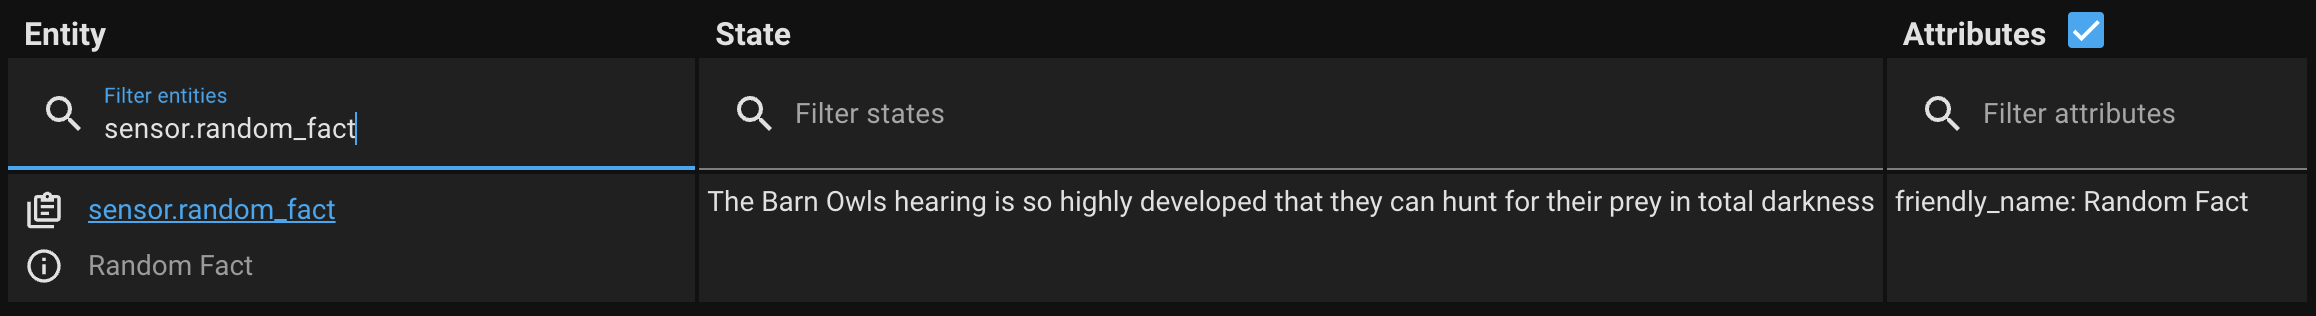 Entity
State
Attributes
Filter entities
sensor.random_fact
Filter states
Filter attributes
sensor.random_fact
Random Fact
The Barn Owls hearing is so highly developed that they can hunt for their prey in total darkness
friendly_name: Random Fact